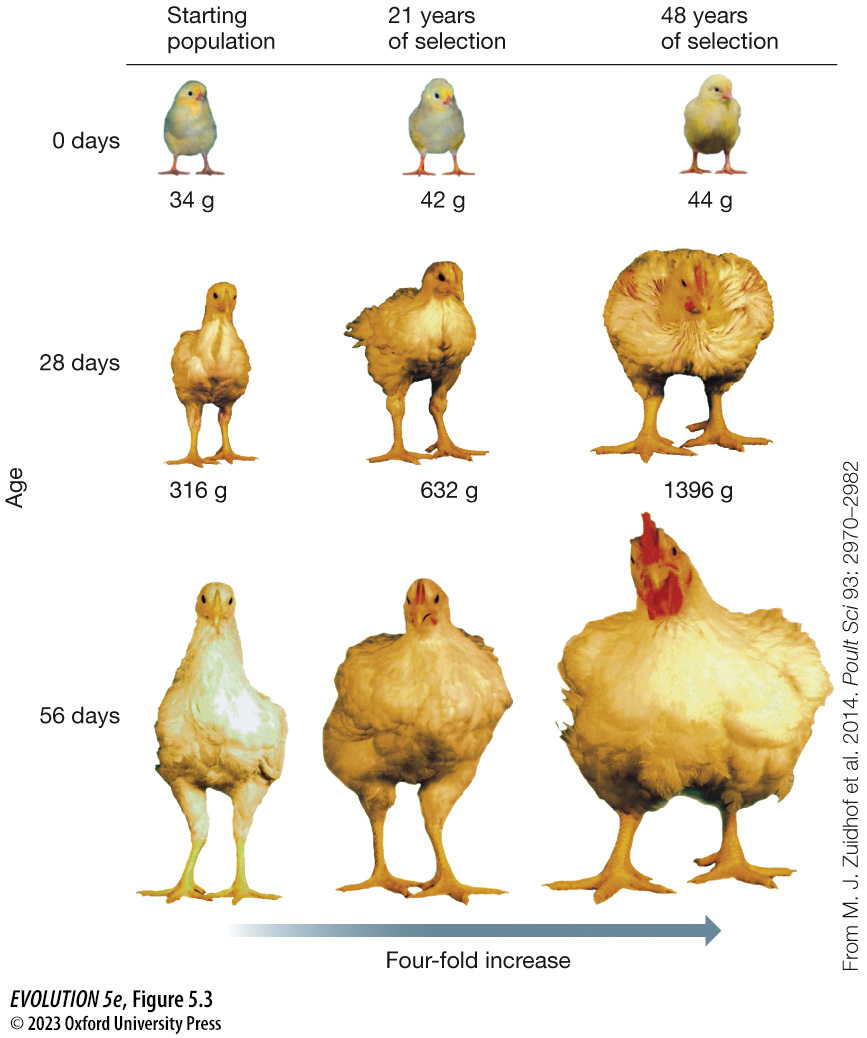 Starting
population
21 years
of selection
48 years
of selection
0 days
34 g
42 g
44 g
28 days
316 g
632 g
1396 g
Age
56 days
Four-fold increase
From M. J. Zuidhof et al. 2014. Poult Sci 93: 2970–2982
EVOLUTION 5e, Figure 5.3
© 2023 Oxford University Press